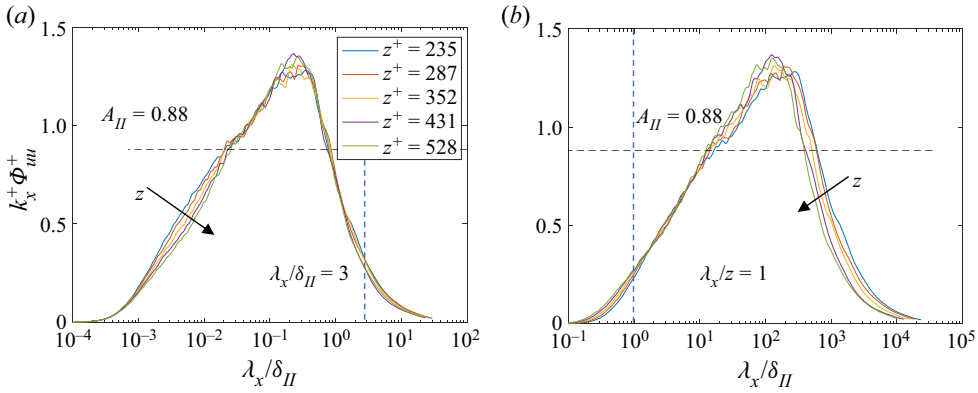 (a)
1.5
1.0
0.5
0
k_x^+Φ_uu^+
A_II = 0.88
z
z^+ = 235
z^+ = 287
z^+ = 352
z^+ = 431
z^+ = 528
λ_x/δ_II = 3
10^−4 10^−3 10^−2 10^−1 10^0 10^1 10^2
λ_x/δ_II
(b)
1.5
1.0
0.5
0
A_II = 0.88
z
λ_x/z = 1
10^−1 10^0 10^1 10^2 10^3 10^4 10^5
λ_x/δ_II